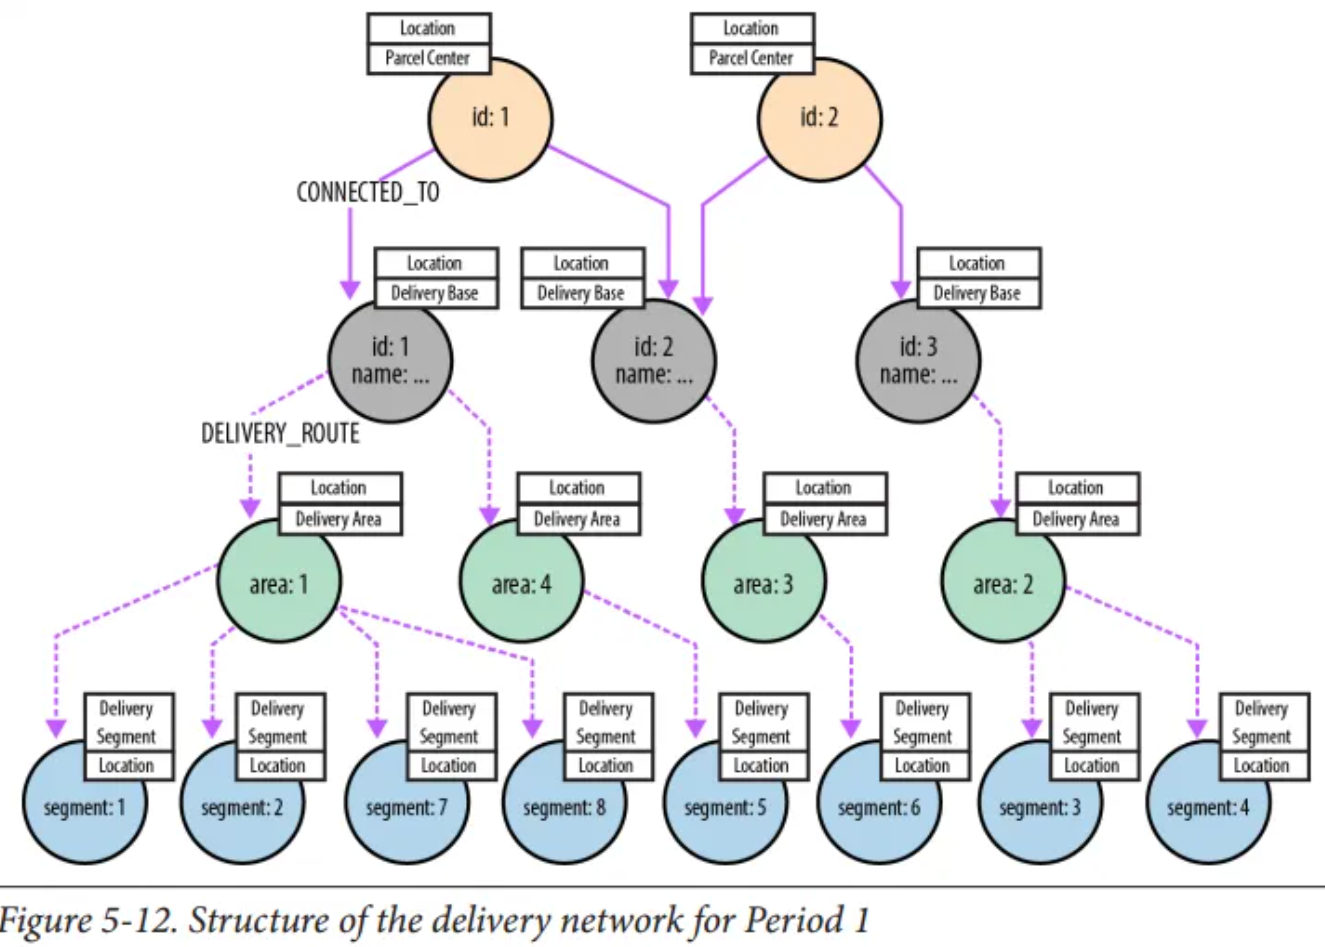 Location
Parcel Center
id: 1
Location
Parcel Center
id: 2
CONNECTED_TO
Location
Delivery Base
id: 1
name: ...
Location
Delivery Base
id: 2
name: ...
Location
Delivery Base
id: 3
name: ...
DELIVERY_ROUTE
Location
Delivery Area
area: 1
Location
Delivery Area
area: 4
Location
Delivery Area
area: 3
Location
Delivery Area
area: 2
Delivery
Segment
Location
segment: 1
Delivery
Segment
Location
segment: 2
Delivery
Segment
Location
segment: 7
Delivery
Segment
Location
segment: 8
Delivery
Segment
Location
segment: 5
Delivery
Segment
Location
segment: 6
Delivery
Segment
Location
segment: 3
Delivery
Segment
Location
segment: 4
Figure 5-12. Structure of the delivery network for Period 1